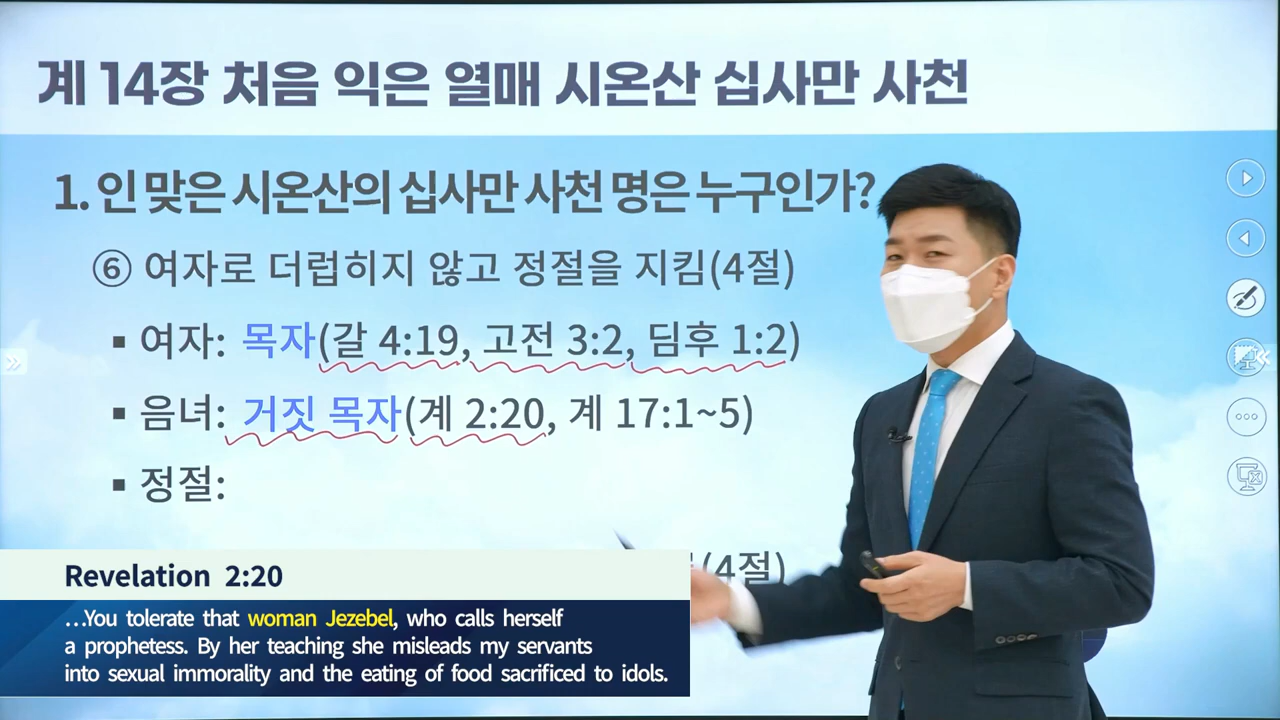 계 14장 처음 익은 열매 시온산 십사만 사천
1. 인 맞은 시온산의 십사만 사천 명은 누구인가?
⑥ 여자로 더럽히지 않고 정절을 지킴(4절)
▪ 여자: 목자(갈 4:19, 고전 3:2, 딤후 1:2)
▪ 음녀: 거짓 목자(계 2:20, 계 17:1~5)
▪ 정절:
(4절)
Revelation 2:20
…You tolerate that woman Jezebel, who calls herself
a prophetess. By her teaching she misleads my servants
into sexual immorality and the eating of food sacrificed to idols.